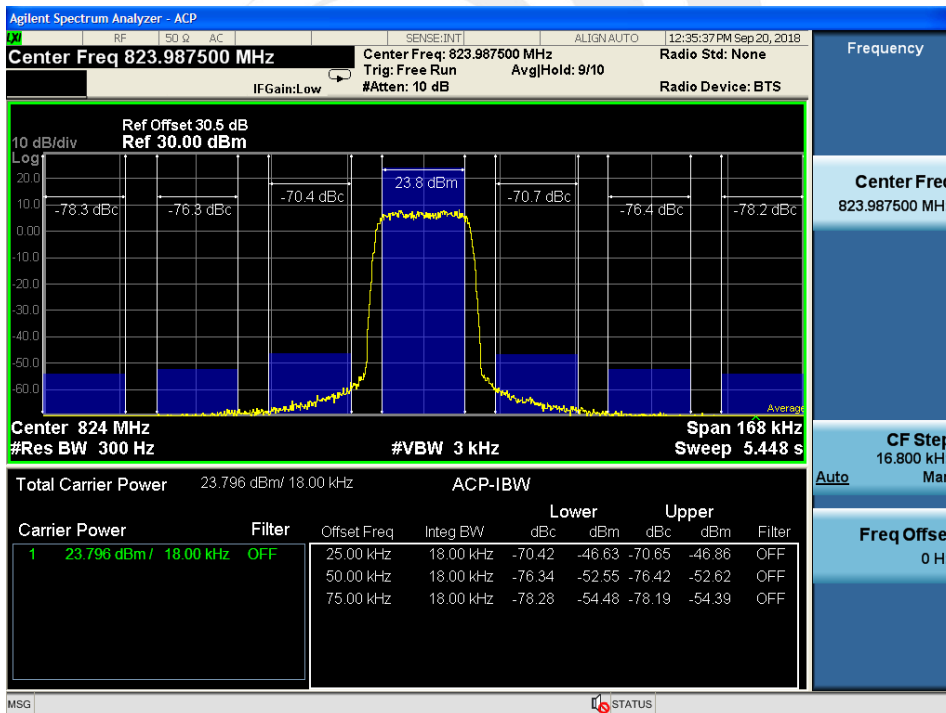 Agilent Spectrum Analyzer - ACP
LXI RF 50 Ω AC SENSE:INT ALIGN AUTO 12:35:37 PM Sep 20, 2018
Center Freq 823.987500 MHz
Center Freq: 823.987500 MHz
Radio Std: None
Trig: Free Run Avg|Hold: 9/10
IFGain:Low
#Atten: 10 dB
Radio Device: BTS
Ref Offset 30.5 dB
10 dB/div Ref 30.00 dBm
Log
20.0
10.0
0.00
-10.0
-20.0
-30.0
-40.0
-50.0
-60.0
-78.3 dBc
-76.3 dBc
-70.4 dBc
23.8 dBm
-70.7 dBc
-76.4 dBc
-78.2 dBc
Average
Center 824 MHz Span 168 kHz
#Res BW 300 Hz #VBW 3 kHz Sweep 5.448 s
Total Carrier Power 23.796 dBm/ 18.00 kHz ACP-IBW
Lower Upper
Carrier Power Filter Offset Freq Integ BW dBc dBm dBc dBm Filter
1 23.796 dBm / 18.00 kHz OFF 25.00 kHz 18.00 kHz -70.42 -46.63 -70.65 -46.86 OFF
50.00 kHz 18.00 kHz -76.34 -52.55 -76.42 -52.62 OFF
75.00 kHz 18.00 kHz -78.28 -54.48 -78.19 -54.39 OFF
MSG STATUS
Frequency
Center Fre
823.987500 MH
CF Step
16.800 kH
Auto Ma
Freq Offse
0 H